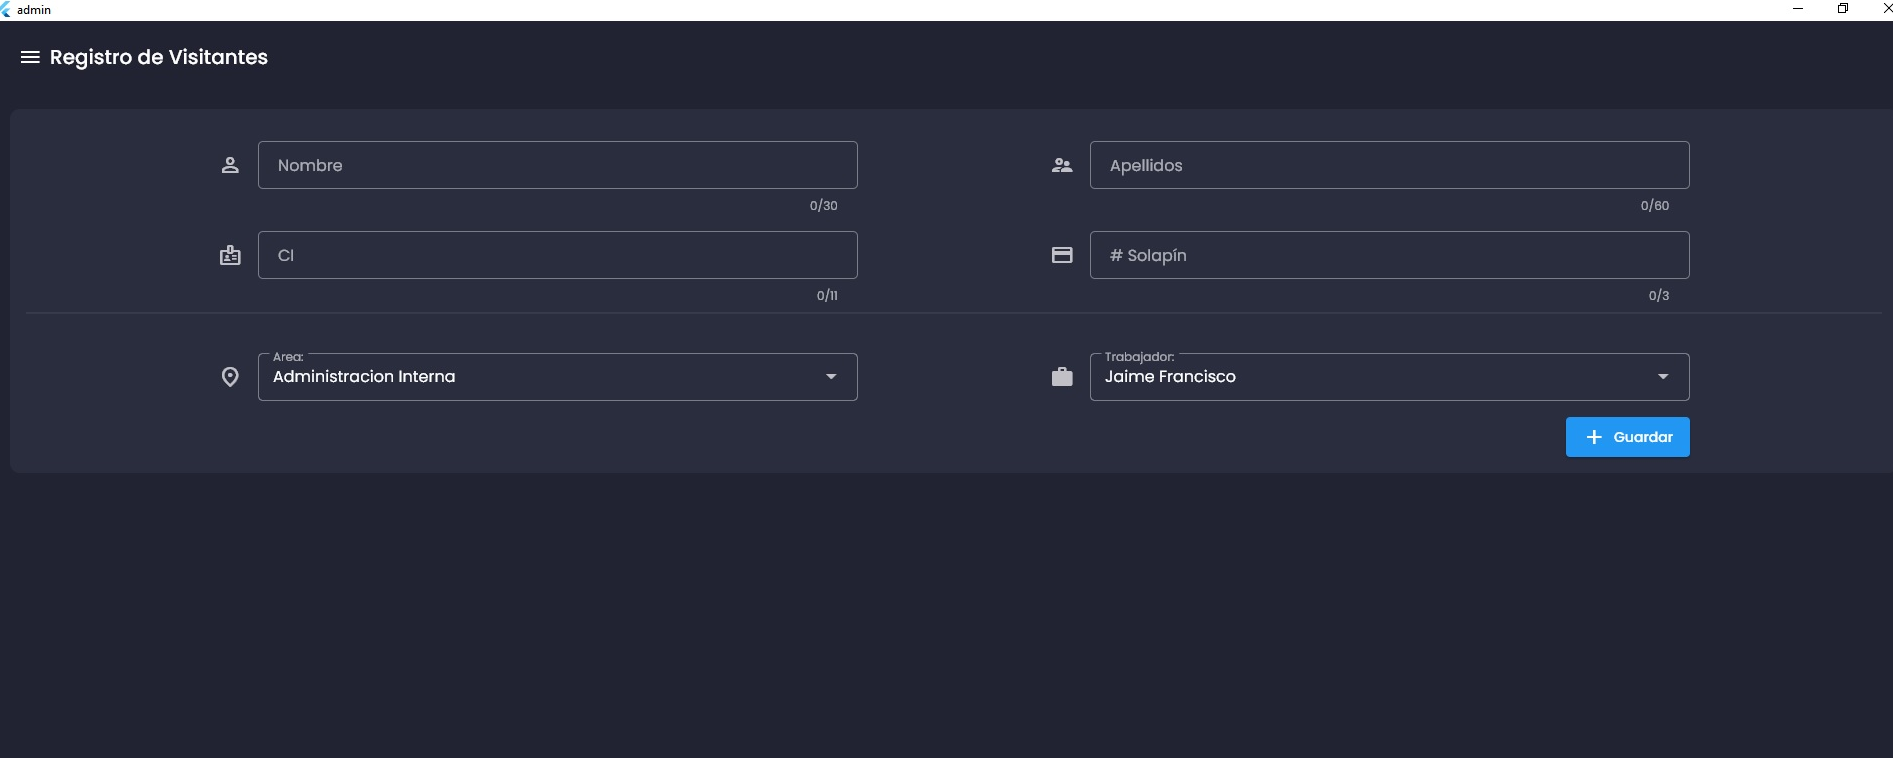 admin
Registro de Visitantes
Nombre
Apellidos
0/30
0/60
CI
# Solapín
0/11
0/3
Area:
Administracion Interna
Trabajador:
Jaime Francisco
Guardar